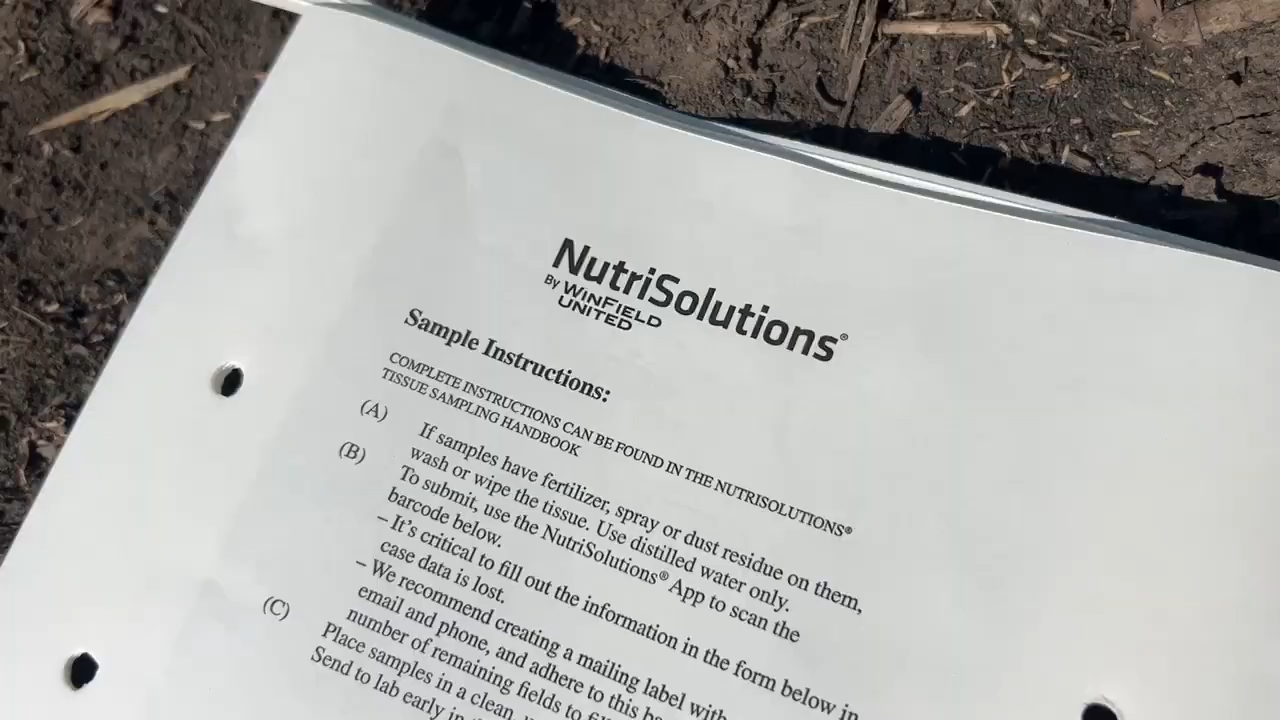 NutriSolutions®
By WINFIELD
UNITED
Sample Instructions:
COMPLETE INSTRUCTIONS CAN BE FOUND IN THE NUTRISOLUTIONS®
TISSUE SAMPLING HANDBOOK
(A) If samples have fertilizer, spray or dust residue on them,
wash or wipe the tissue. Use distilled water only.
(B) To submit, use the NutriSolutions® App to scan the
barcode below.
– It's critical to fill out the information in the form below in
case data is lost.
– We recommend creating a mailing label with
email and phone, and adhere to this
number of remaining fields to
(C) Place samples in a clean,
Send to lab early in